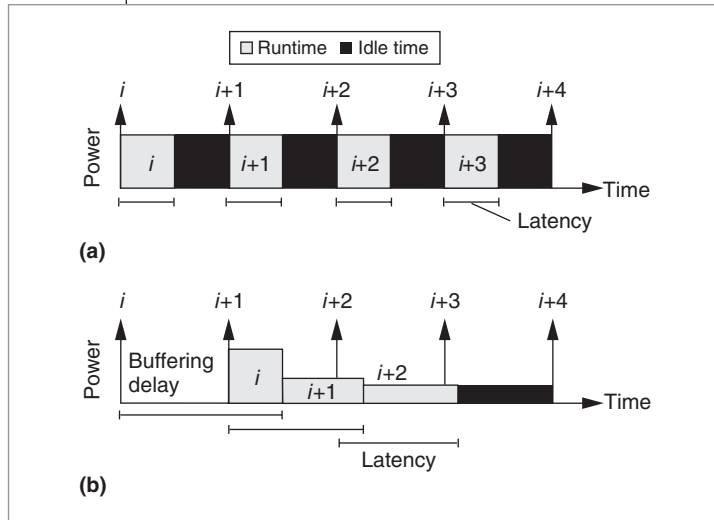 Runtime Idle time
i i+1 i+2 i+3 i+4
Power
i i+1 i+2 i+3
Time
Latency
(a)
i i+1 i+2 i+3 i+4
Power
Buffering
delay
i i+1 i+2
Time
Latency
(b)